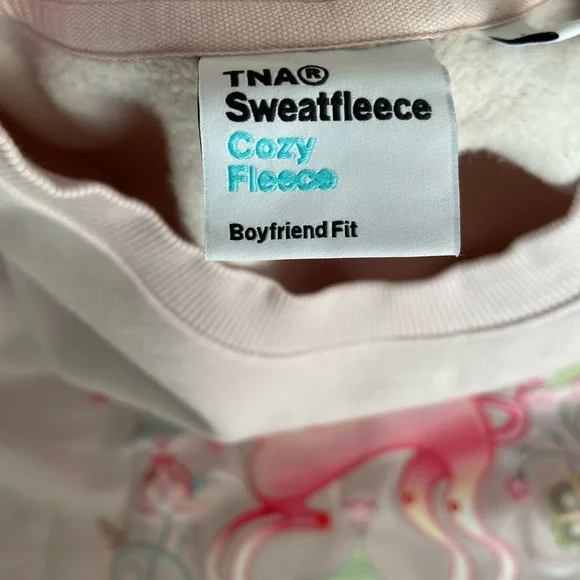 TNA®
Sweatfleece
Cozy
Fleece
Boyfriend Fit